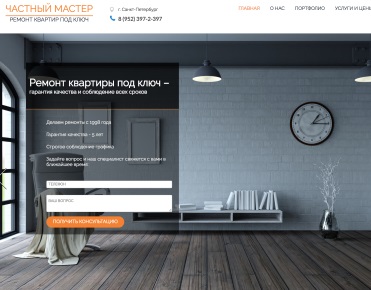 ЧАСТНЫЙ МАСТЕР
РЕМОНТ КВАРТИР ПОД КЛЮЧ
г. Санкт-Петербург
8 (952) 397-2-397
ГЛАВНАЯ О НАС ПОРТФОЛИО УСЛУГИ И ЦЕНЫ
Ремонт квартиры под ключ –
гарантия качества и соблюдение всех сроков
Делаем ремонты с 1998 года
Гарантия качества - 5 лет
Строгое соблюдение графика
Задайте вопрос и наш специалист свяжется с вами в
ближайшее время:
ТЕЛЕФОН
ВАШ ВОПРОС
ПОЛУЧИТЬ КОНСУЛЬТАЦИЮ